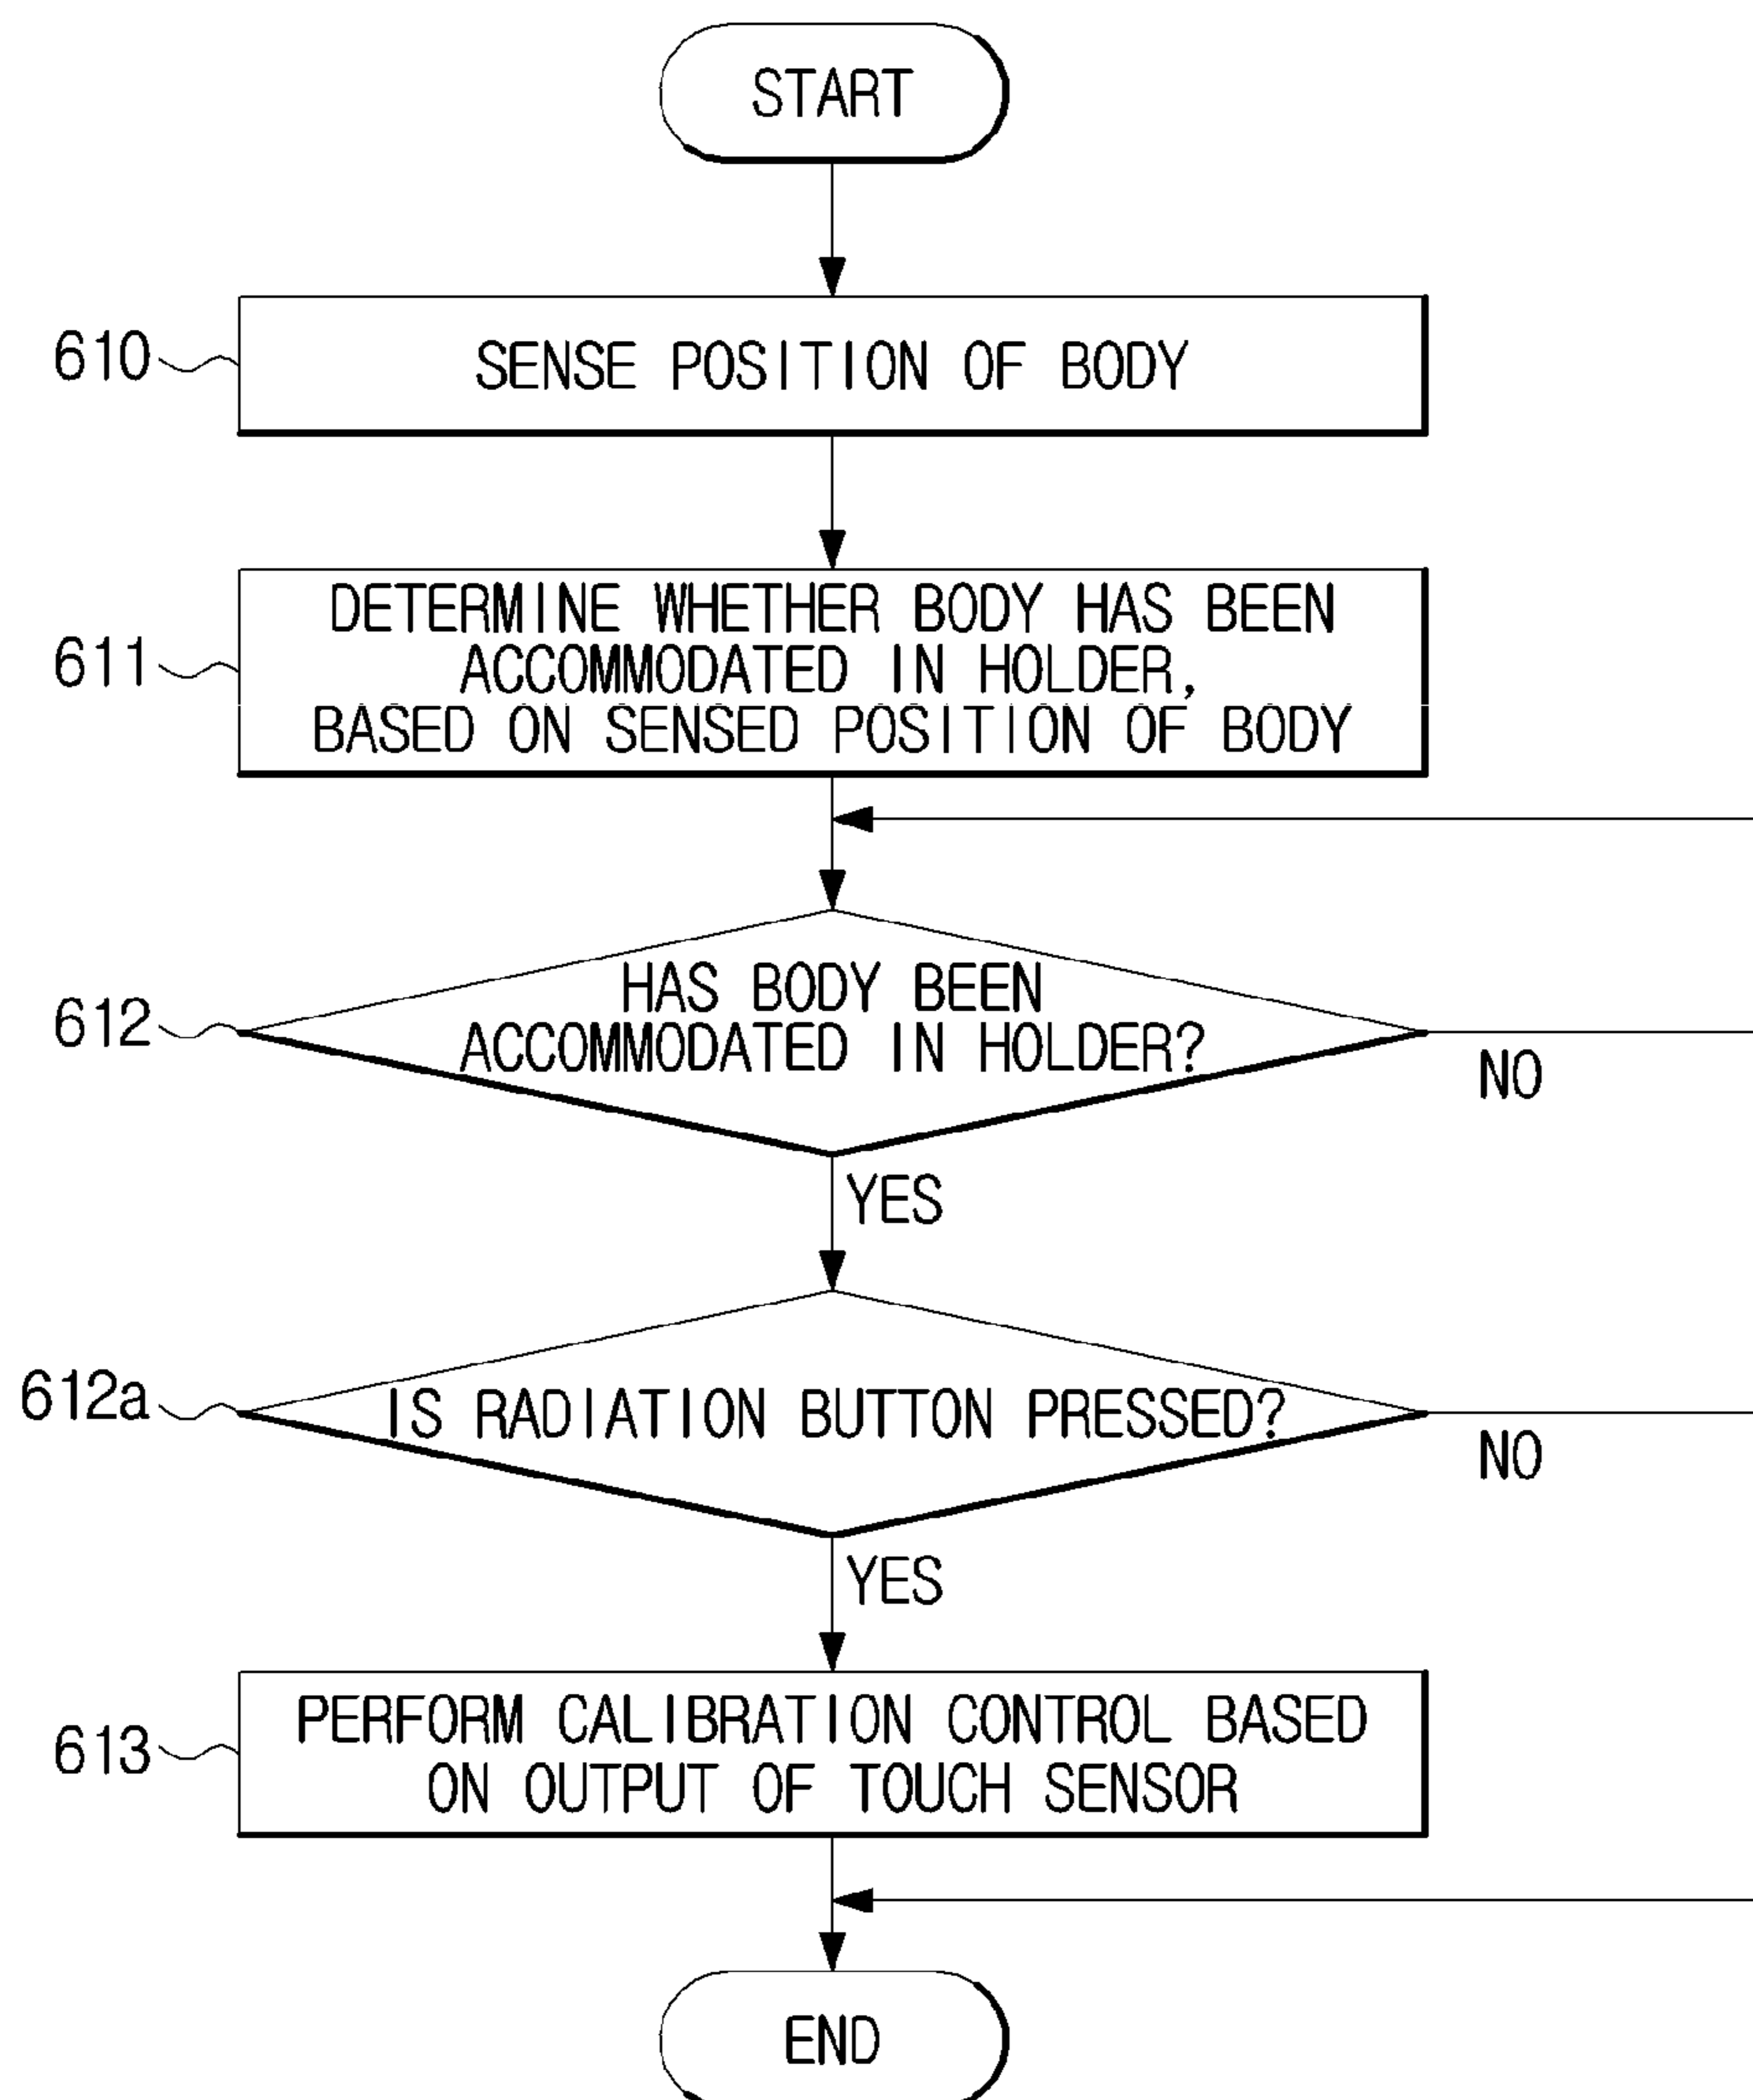 START
610
SENSE POSITION OF BODY
611
DETERMINE WHETHER BODY HAS BEEN
ACCOMMODATED IN HOLDER,
BASED ON SENSED POSITION OF BODY
612
HAS BODY BEEN
ACCOMMODATED IN HOLDER?
NO
YES
612a
IS RADIATION BUTTON PRESSED?
NO
YES
613
PERFORM CALIBRATION CONTROL BASED
ON OUTPUT OF TOUCH SENSOR
END